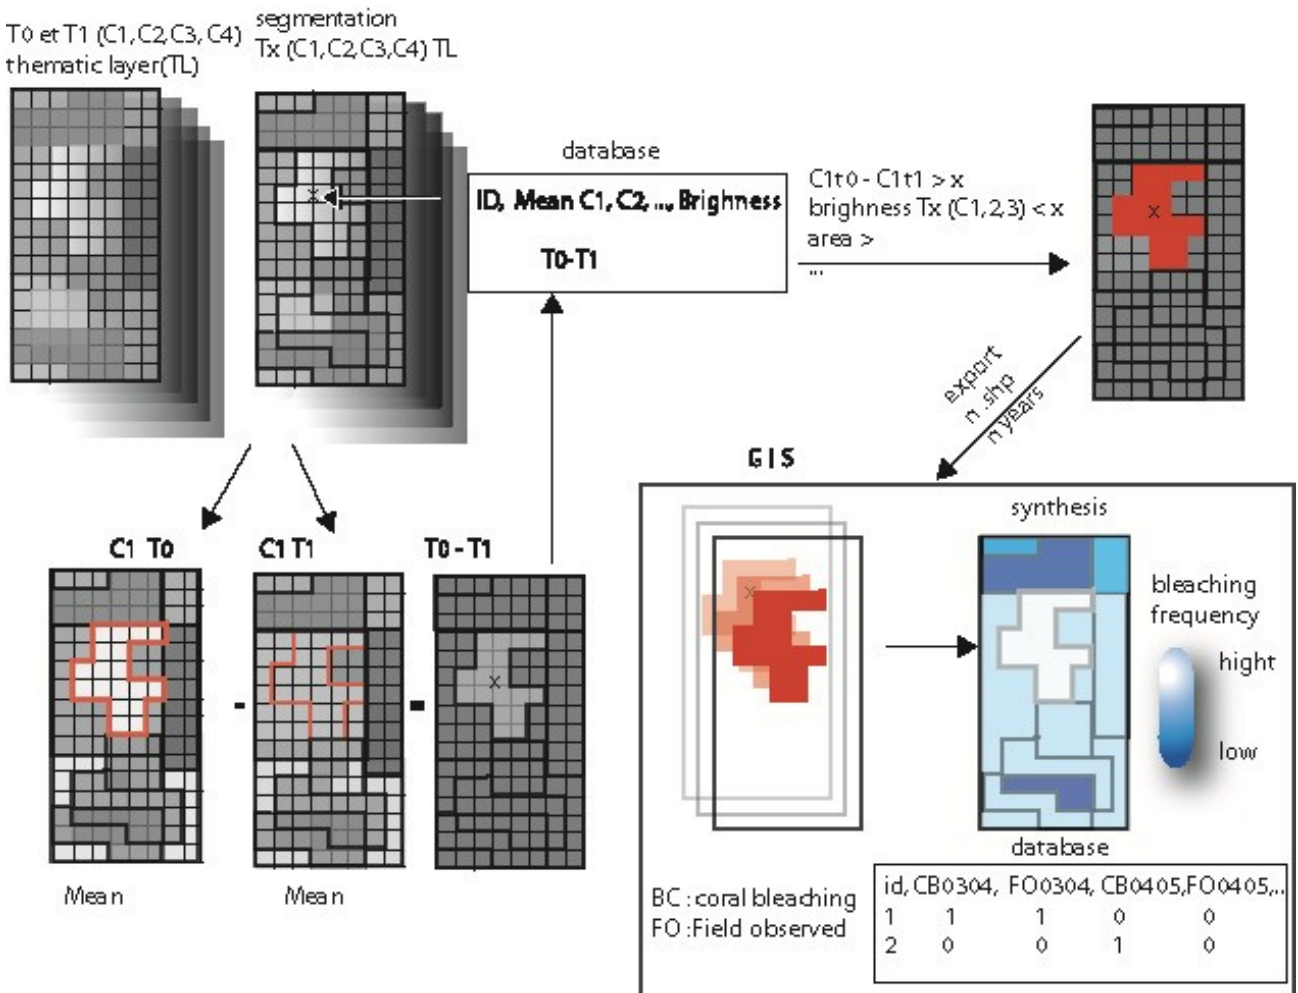 T0 et T1 (C1,C2,C3,C4)
thematic layer(TL)
segmentation
Tx (C1,C2,C3,C4) TL
database
ID, Mean C1, C2, ..., Brighness
T0-T1
C1t0 - C1t1 > x
brighness Tx (C1,2,3) < x
area >
...
x
x
export
n .shp
n years
C1 T0
C1 T1
T0 - T1
-
=
x
Mean
Mean
GIS
x
synthesis
bleaching
frequency
hight
low
database
BC : coral bleaching
FO :Field observed
id, CB0304, FO0304, CB0405,FO0405,..
1 1 1 0 0
2 0 0 1 0